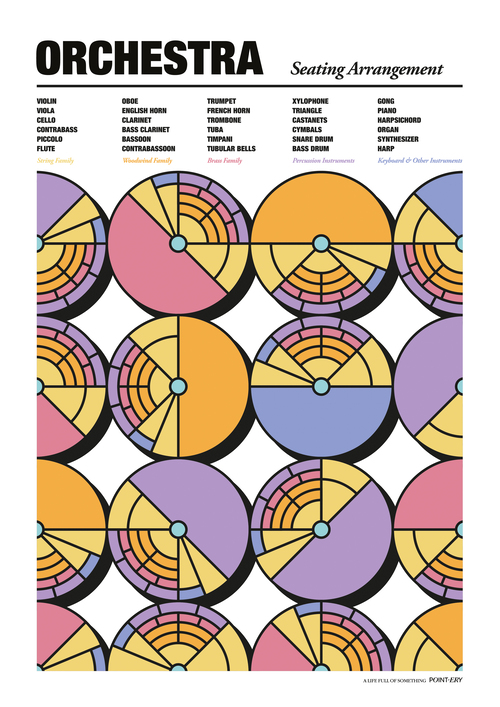 ORCHESTRA
Seating Arrangement
VIOLIN
VIOLA
CELLO
CONTRABASS
PICCOLO
FLUTE
String Family
OBOE
ENGLISH HORN
CLARINET
BASS CLARINET
BASSOON
CONTRABASSOON
Woodwind Family
TRUMPET
FRENCH HORN
TROMBONE
TUBA
TIMPANI
TUBULAR BELLS
Brass Family
XYLOPHONE
TRIANGLE
CASTANETS
CYMBALS
SNARE DRUM
BASS DRUM
Percussion Instruments
GONG
PIANO
HARPSICHORD
ORGAN
SYNTHESIZER
HARP
Keyboard & Other Instruments
A LIFE FULL OF SOMETHING POINT-ERY